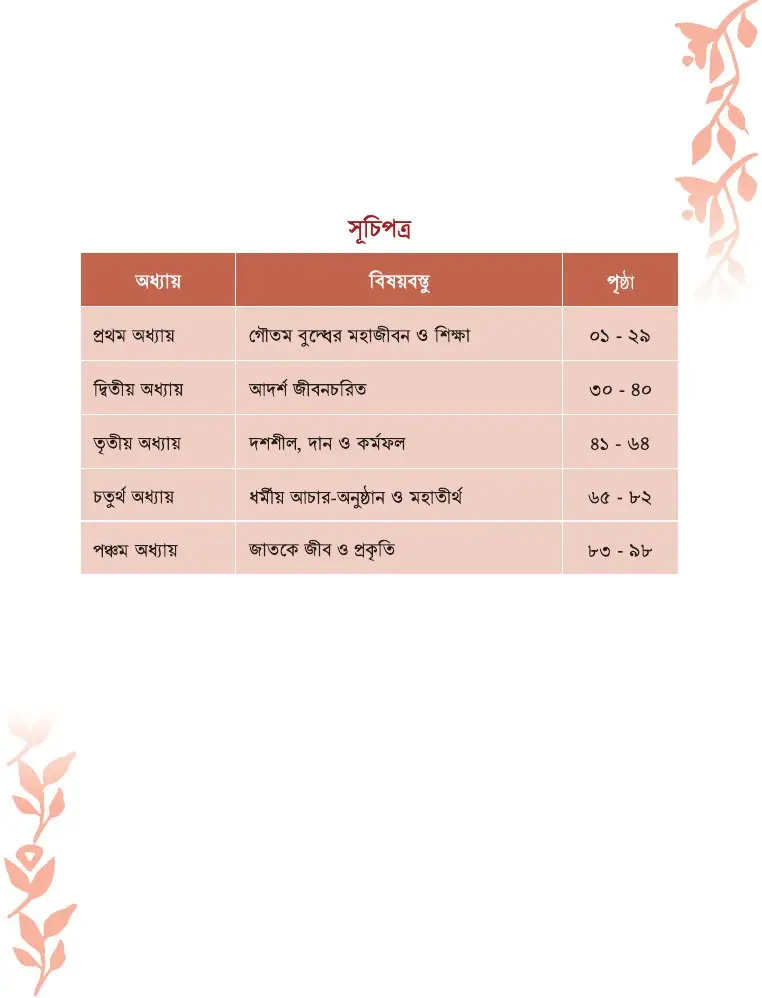 সূচিপত্র
অধ্যায় বিষয়বস্তু পৃষ্ঠা
প্রথম অধ্যায় গৌতম বুদ্ধের মহাজীবন ও শিক্ষা ০১ - ২৯
দ্বিতীয় অধ্যায় আদর্শ জীবনচরিত ৩০ - ৪০
তৃতীয় অধ্যায় দশশীল, দান ও কর্মফল ৪১ - ৬৪
চতুর্থ অধ্যায় ধর্মীয় আচার-অনুষ্ঠান ও মহাতীর্থ ৬৫ - ৮২
পঞ্চম অধ্যায় জাতকে জীব ও প্রকৃতি ৮৩ - ৯৮